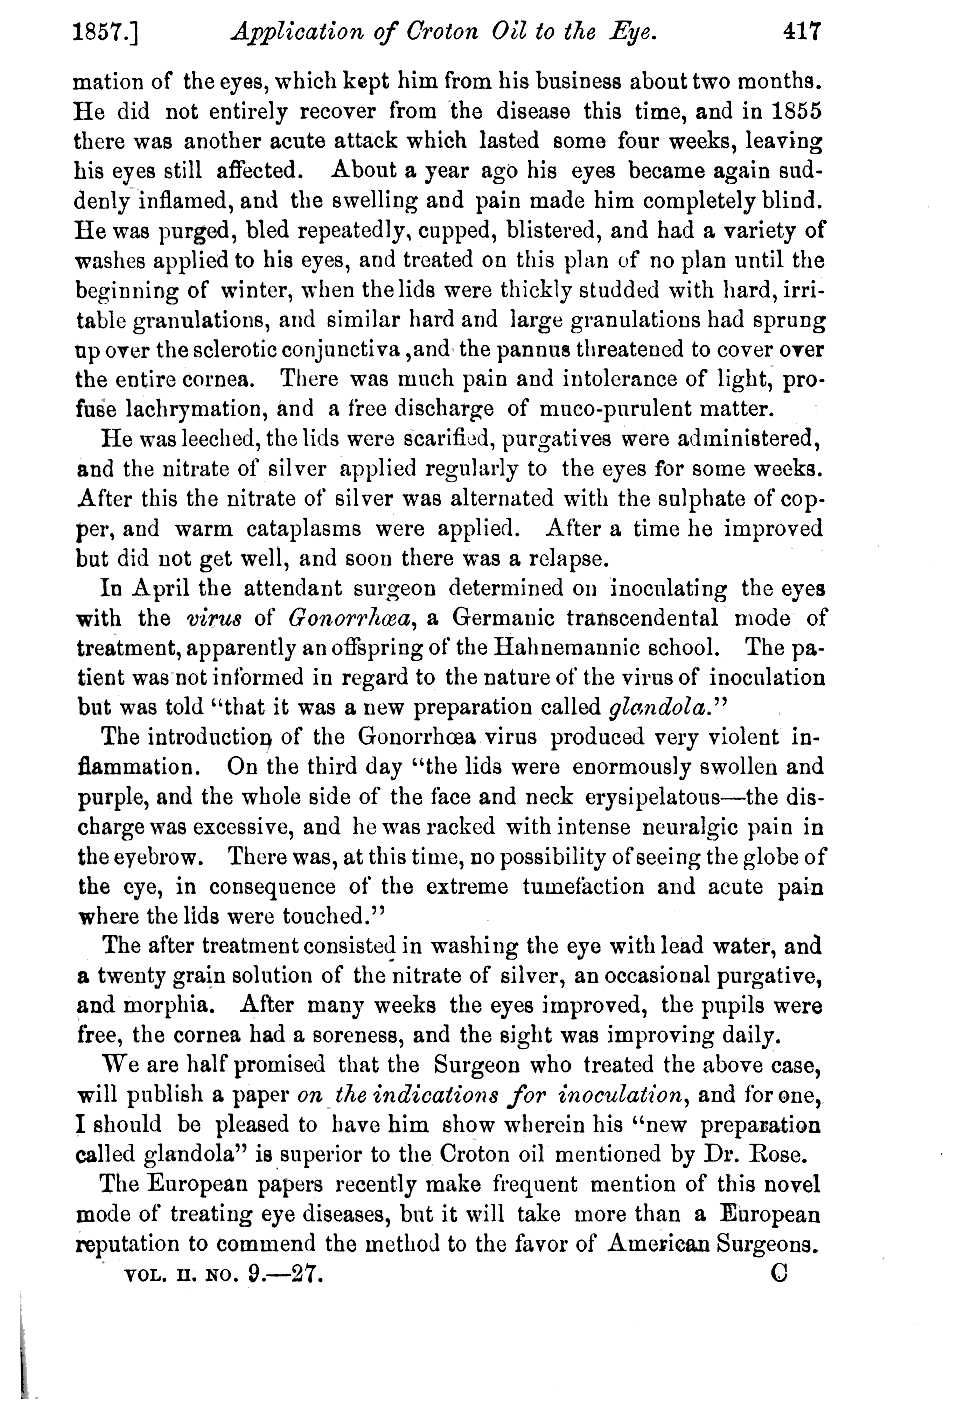 1857.] Application of Croton Oil to the Eye. 417
mation of the eyes, which kept him from his business about two months.
He did not entirely recover from the disease this time, and in 1855
there was another acute attack which lasted some four weeks, leaving
his eyes still affected. About a year ago his eyes became again sud-
denly inflamed, and the swelling and pain made him completely blind.
He was purged, bled repeatedly, cupped, blistered, and had a variety of
washes applied to his eyes, and treated on this plan of no plan until the
beginning of winter, when the lids were thickly studded with hard, irri-
table granulations, and similar hard and large granulations had sprung
up over the sclerotic conjunctiva ,and the pannus threatened to cover over
the entire cornea. There was much pain and intolerance of light, pro-
fuse lachrymation, and a free discharge of muco-purulent matter.
He was leeched, the lids were scarified, purgatives were administered,
and the nitrate of silver applied regularly to the eyes for some weeks.
After this the nitrate of silver was alternated with the sulphate of cop-
per, and warm cataplasms were applied. After a time he improved
but did not get well, and soon there was a relapse.
In April the attendant surgeon determined on inoculating the eyes
with the virus of Gonorrhœa, a Germanic transcendental mode of
treatment, apparently an offspring of the Hahnemannic school. The pa-
tient was not informed in regard to the nature of the virus of inoculation
but was told "that it was a new preparation called glandola."
The introduction of the Gonorrhœa virus produced very violent in-
flammation. On the third day "the lids were enormously swollen and
purple, and the whole side of the face and neck erysipelatous—the dis-
charge was excessive, and he was racked with intense neuralgic pain in
the eyebrow. There was, at this time, no possibility of seeing the globe of
the eye, in consequence of the extreme tumefaction and acute pain
where the lids were touched."
The after treatment consisted in washing the eye with lead water, and
a twenty grain solution of the nitrate of silver, an occasional purgative,
and morphia. After many weeks the eyes improved, the pupils were
free, the cornea had a soreness, and the sight was improving daily.
We are half promised that the Surgeon who treated the above case,
will publish a paper on the indications for inoculation, and for one,
I should be pleased to have him show wherein his "new preparation
called glandola" is superior to the Croton oil mentioned by Dr. Rose.
The European papers recently make frequent mention of this novel
mode of treating eye diseases, but it will take more than a European
reputation to commend the method to the favor of American Surgeons.
VOL. II. NO. 9.—27. C